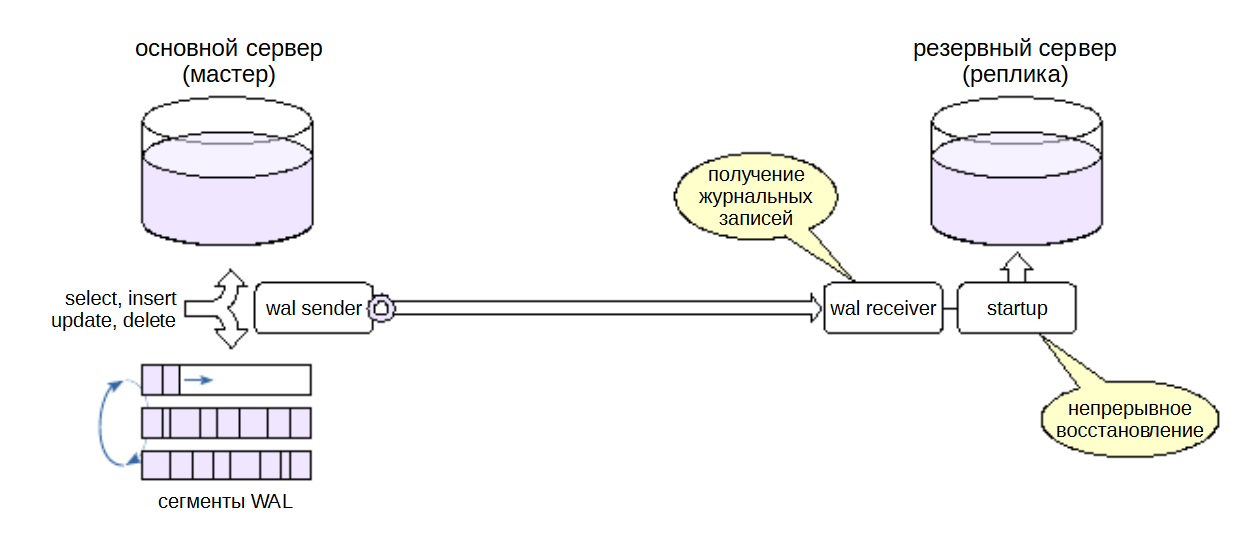 основной сервер
(мастер)
резервный сервер
(реплика)
получение
журнальных
записей
select, insert
update, delete
wal sender
wal receiver
startup
непрерывное
восстановление
сегменты WAL